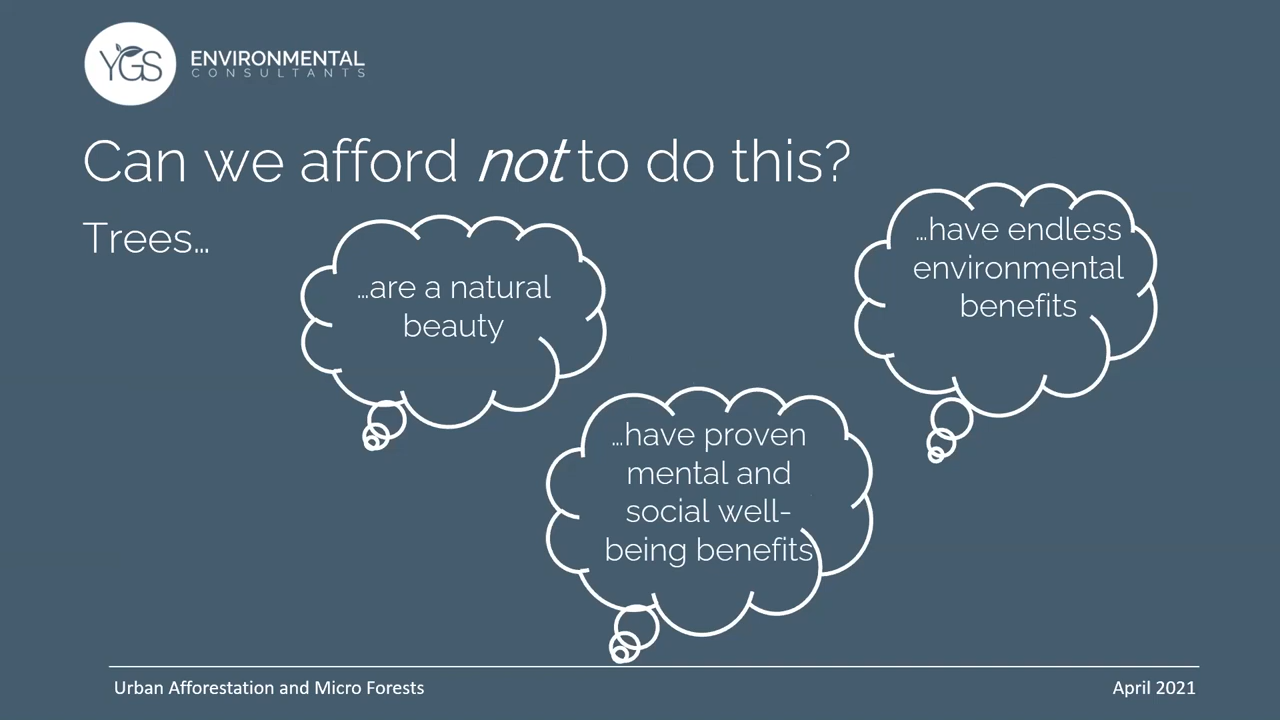 YGS
ENVIRONMENTAL
CONSULTANTS
Can we afford not to do this?
Trees…
…are a natural
beauty
…have proven
mental and
social well-
being benefits
…have endless
environmental
benefits
Urban Afforestation and Micro Forests
April 2021